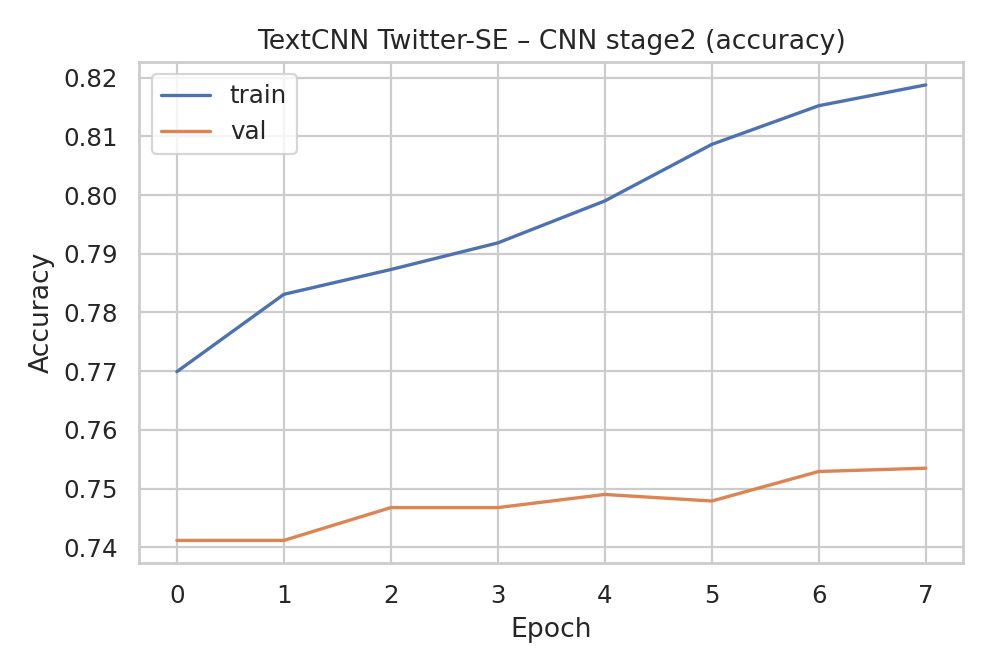 TextCNN Twitter-SE – CNN stage2 (accuracy)
train
val
Accuracy
0.82
0.81
0.80
0.79
0.78
0.77
0.76
0.75
0.74
0 1 2 3 4 5 6 7
Epoch